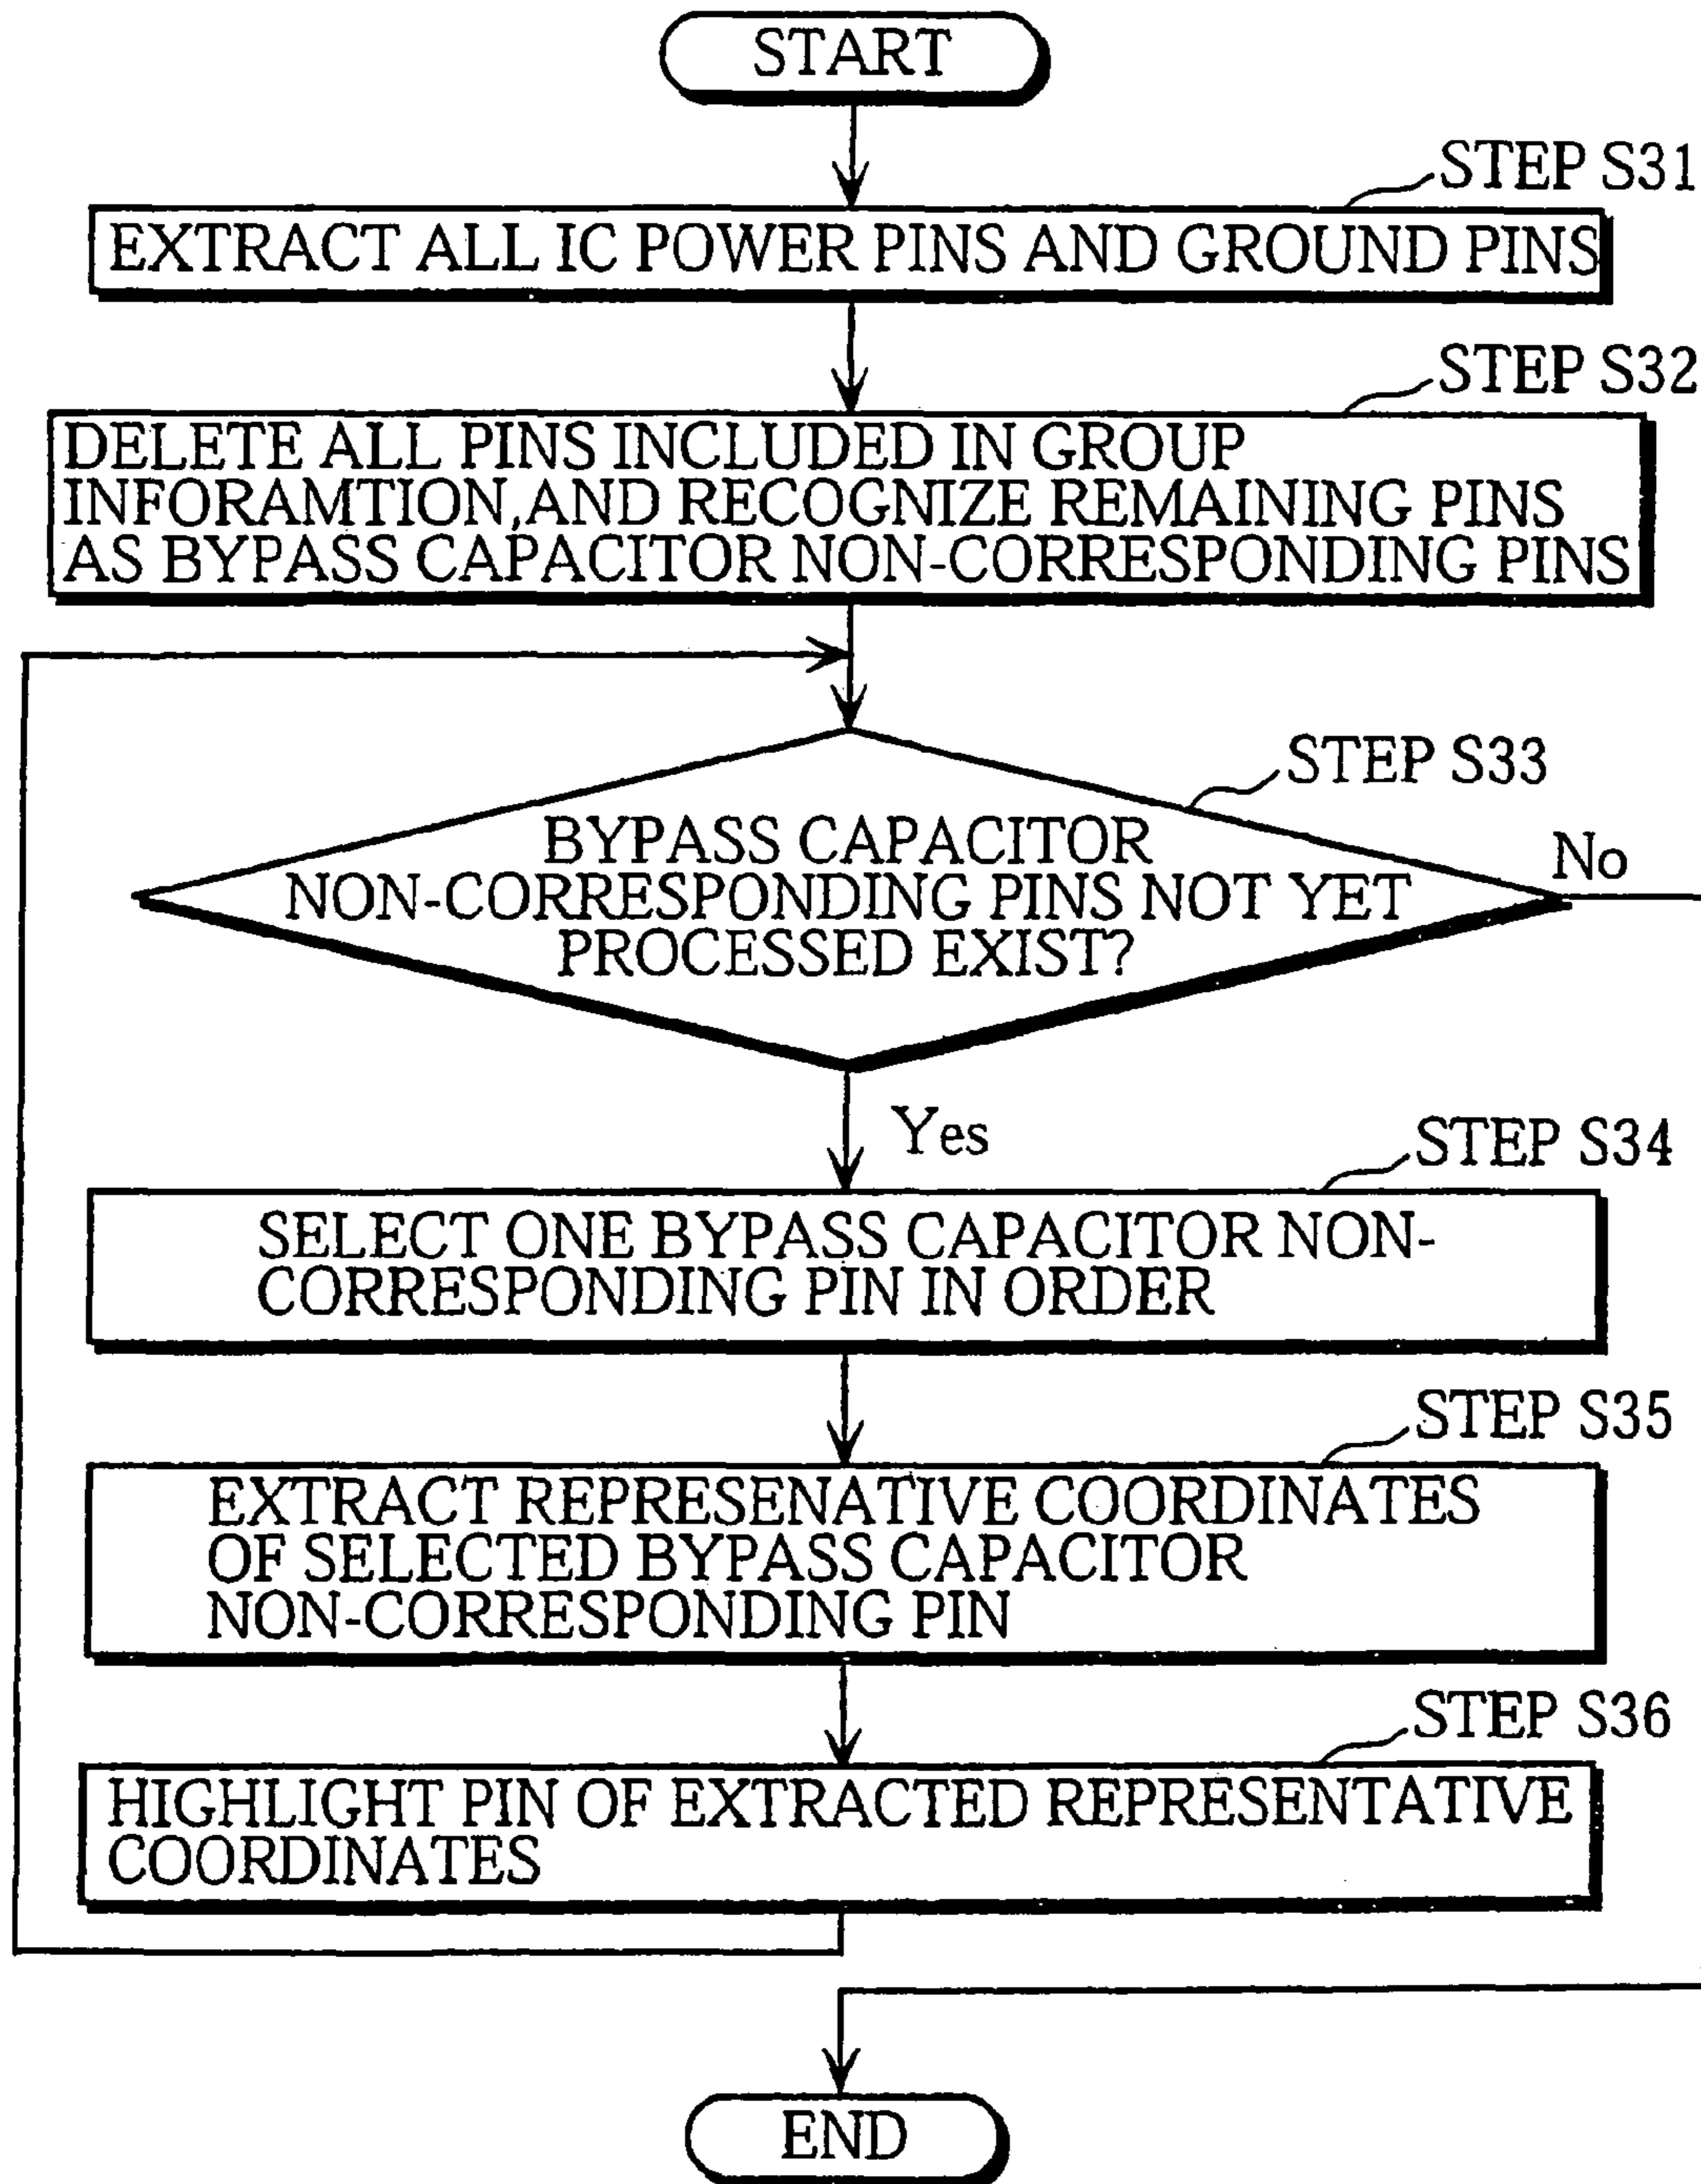 START
STEP S31
EXTRACT ALL IC POWER PINS AND GROUND PINS
STEP S32
DELETE ALL PINS INCLUDED IN GROUP
INFORAMTION,AND RECOGNIZE REMAINING PINS
AS BYPASS CAPACITOR NON-CORRESPONDING PINS
STEP S33
BYPASS CAPACITOR
NON-CORRESPONDING PINS NOT YET
PROCESSED EXIST?
No
Yes
STEP S34
SELECT ONE BYPASS CAPACITOR NON-
CORRESPONDING PIN IN ORDER
STEP S35
EXTRACT REPRESENATIVE COORDINATES
OF SELECTED BYPASS CAPACITOR
NON-CORRESPONDING PIN
STEP S36
HIGHLIGHT PIN OF EXTRACTED REPRESENTATIVE
COORDINATES
END